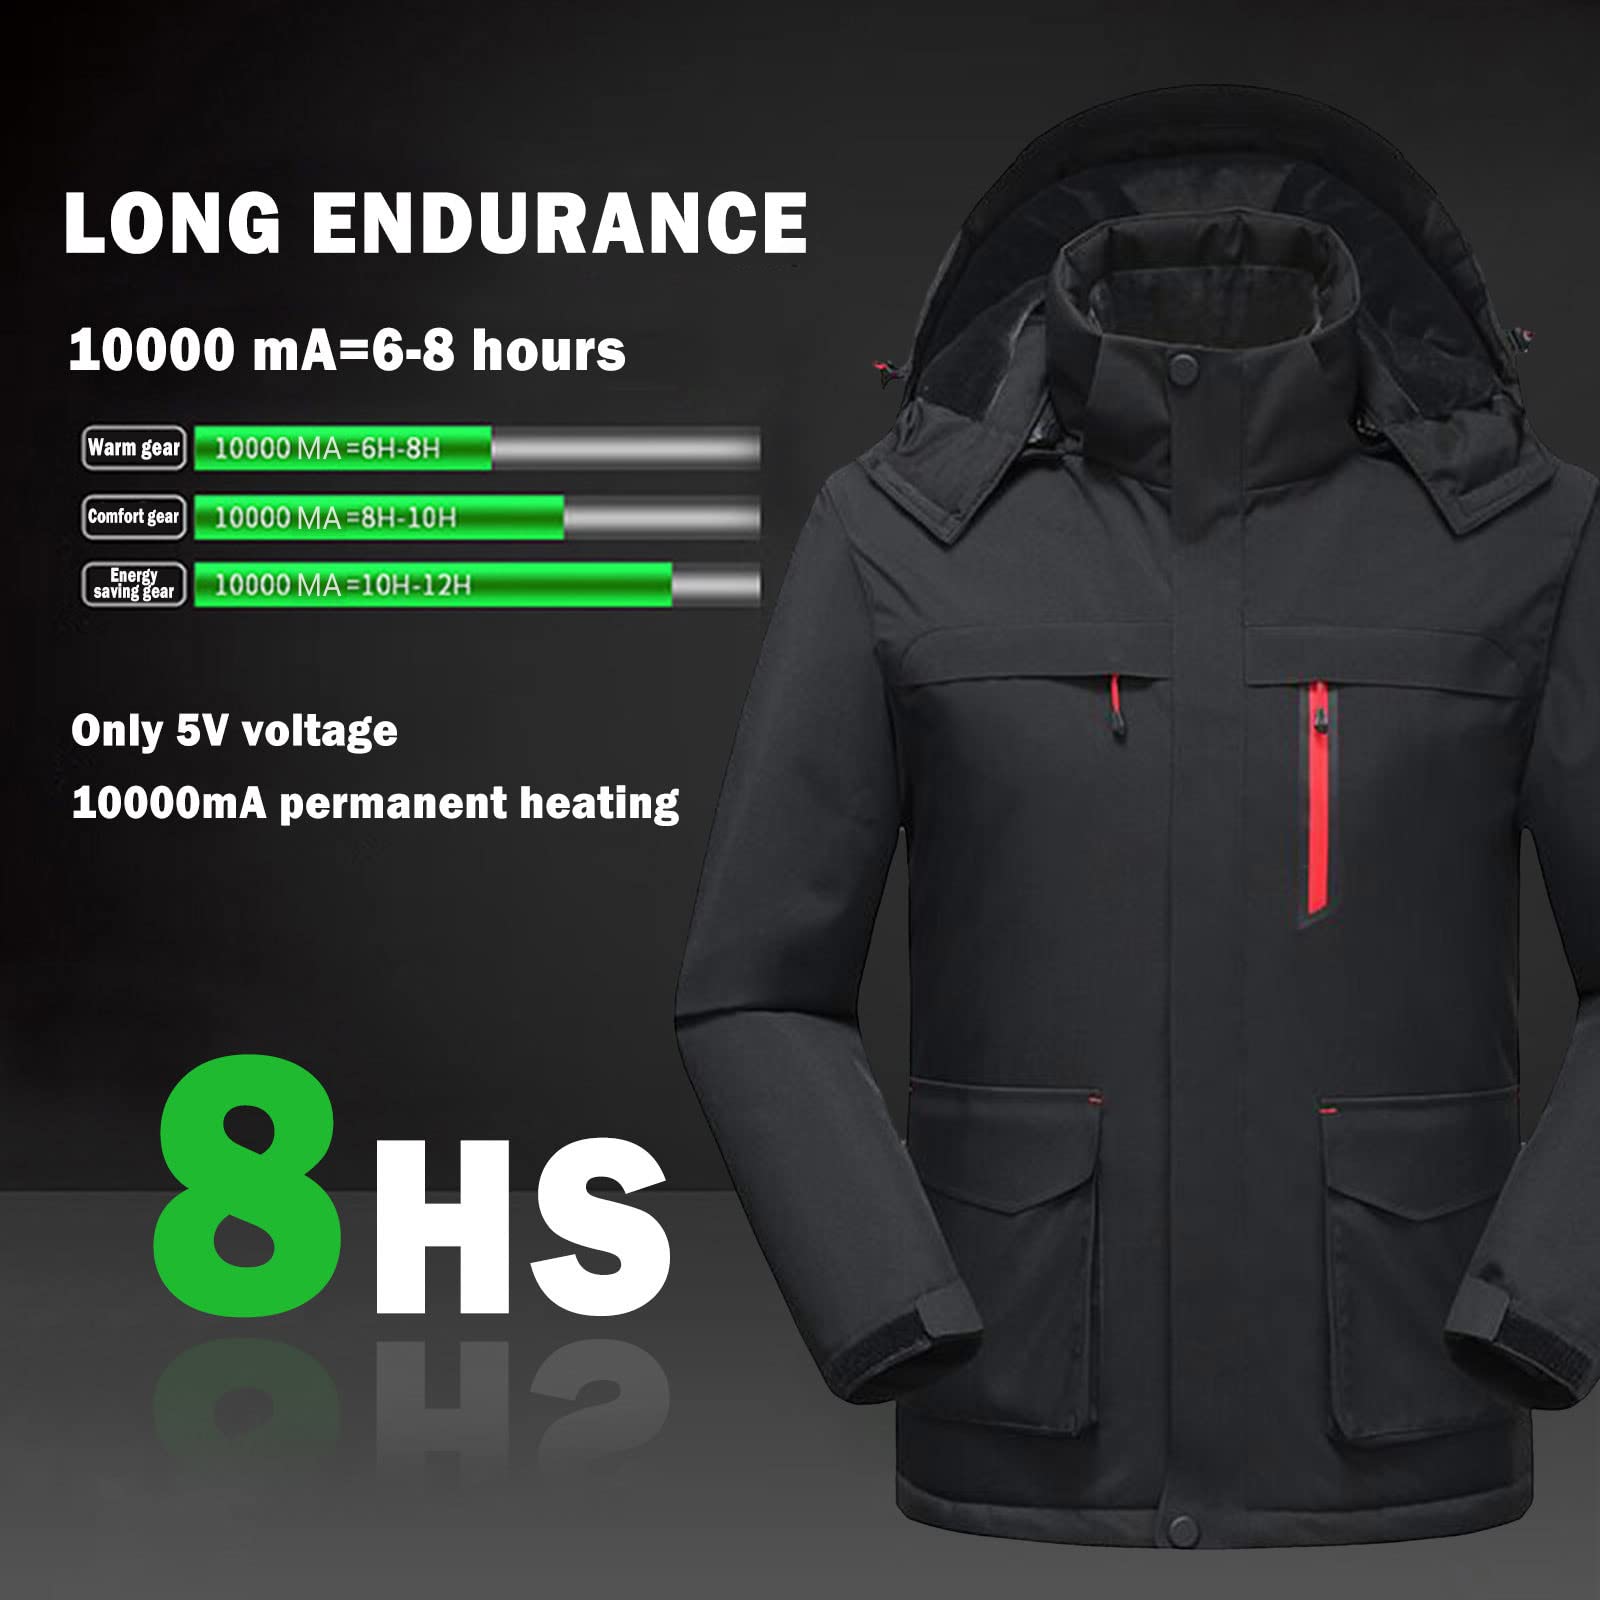 LONG ENDURANCE
10000 mA=6-8 hours
Warm gear 10000 MA=6H-8H
Comfort gear 10000 MA=8H-10H
Energy
saving gear 10000 MA=10H-12H
Only 5V voltage
10000mA permanent heating
8HS